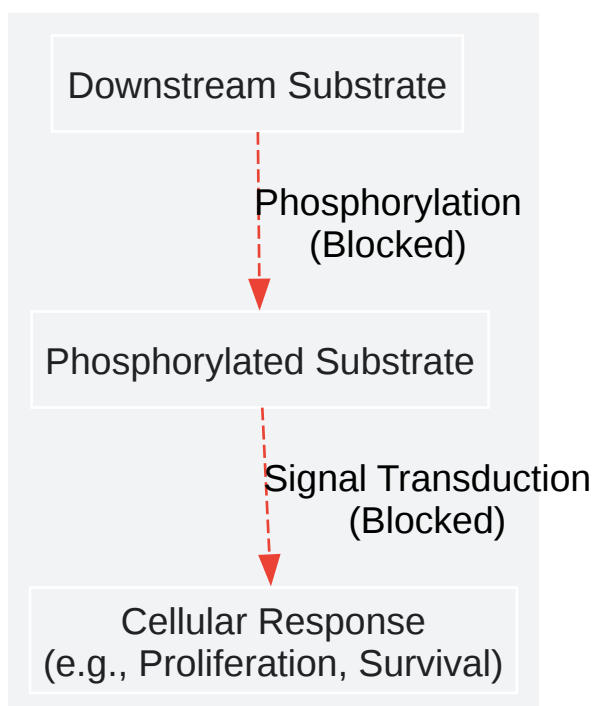 Downstream Substrate
Phosphorylation
(Blocked)
Phosphorylated Substrate
Signal Transduction
(Blocked)
Cellular Response
(e.g., Proliferation, Survival)